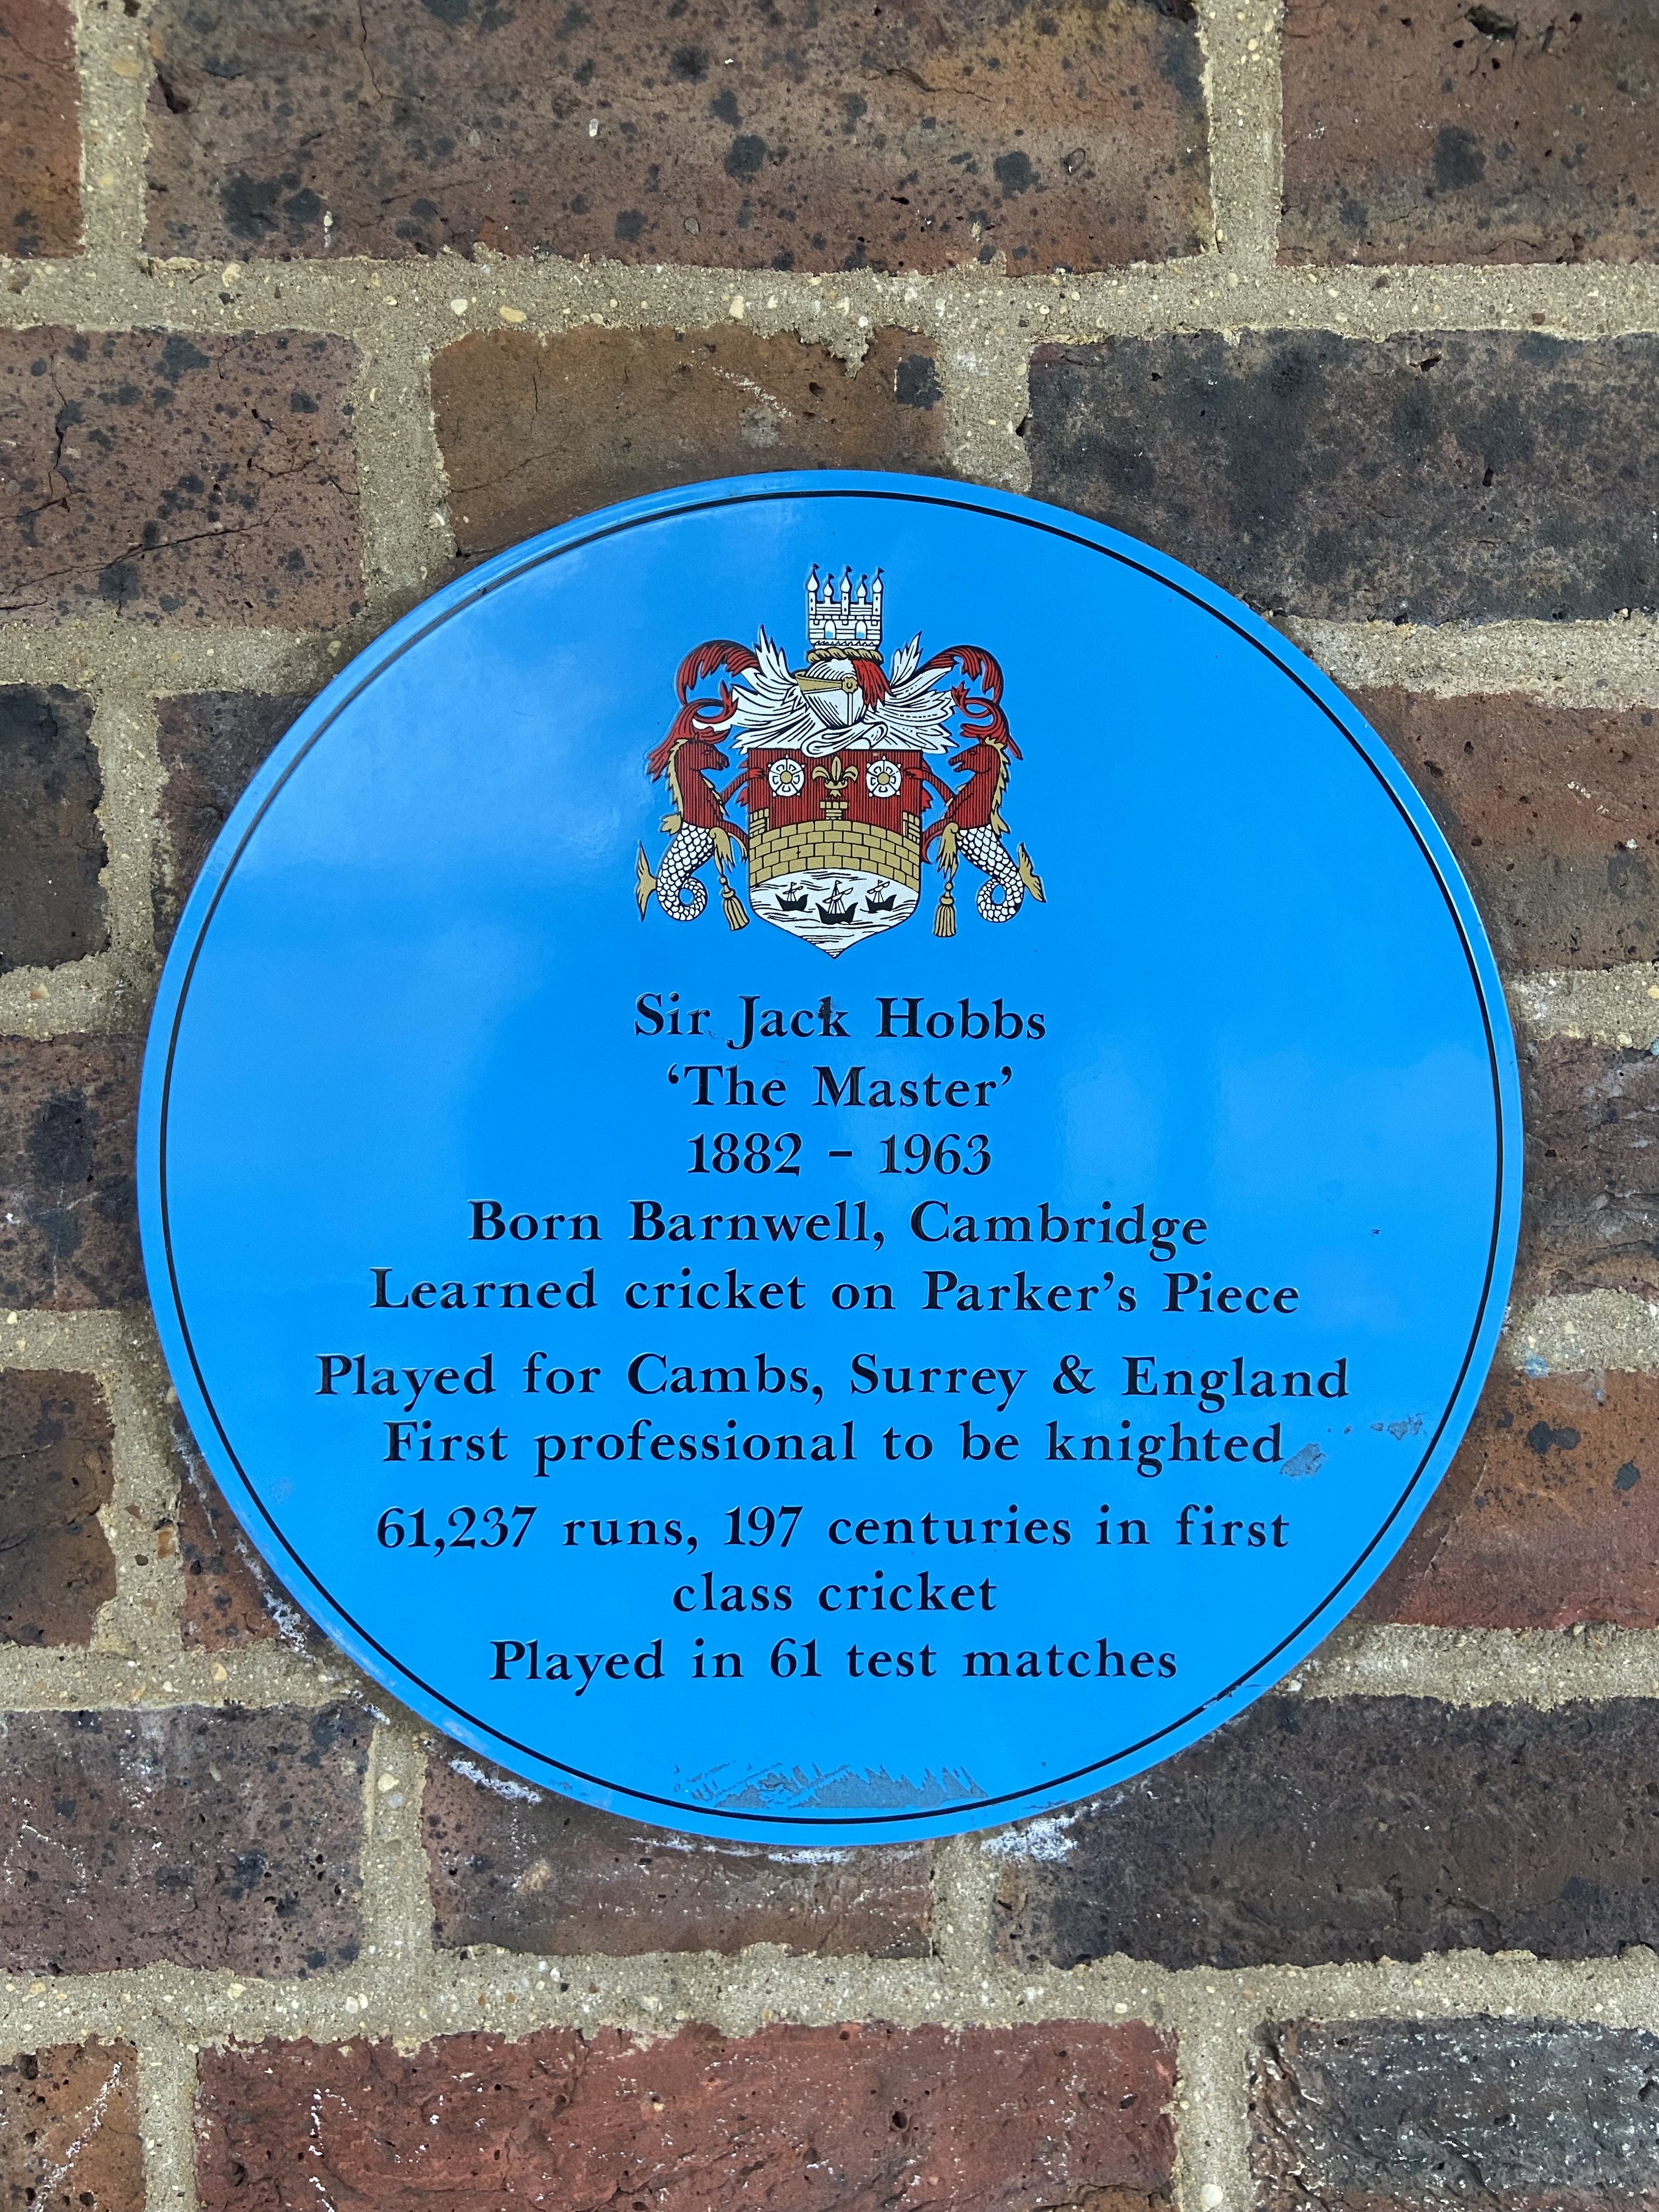 Sir Jack Hobbs
‘The Master’
1882 – 1963
Born Barnwell, Cambridge
Learned cricket on Parker’s Piece
Played for Cambs, Surrey & England
First professional to be knighted
61,237 runs, 197 centuries in first
class cricket
Played in 61 test matches